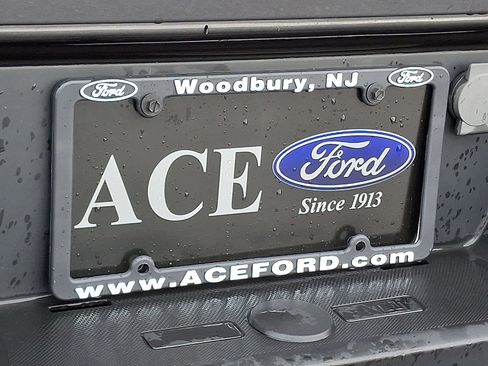 Ford Woodbury, NJ Ford
ACE Ford
Since 1913
www.ACEFORD.com